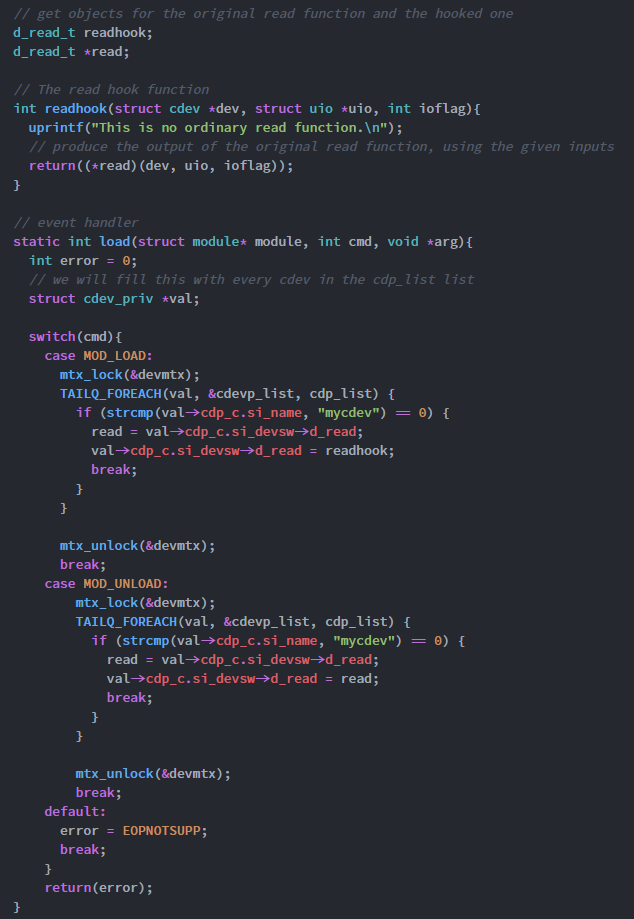 // get objects for the original read function and the hooked one
d_read_t readhook;
d_read_t *read;

// The read hook function
int readhook(struct cdev *dev, struct uio *uio, int ioflag){
  uprintf("This is no ordinary read function.\n");
  // produce the output of the original read function, using the given inputs
  return((*read)(dev, uio, ioflag));
}

// event handler
static int load(struct module* module, int cmd, void *arg){
  int error = 0;
  // we will fill this with every cdev in the cdp_list list
  struct cdev_priv *val;

  switch(cmd){
    case MOD_LOAD:
      mtx_lock(&devmtx);
      TAILQ_FOREACH(val, &cdevp_list, cdp_list) {
        if (strcmp(val->cdp_c.si_name, "mycdev") == 0) {
          read = val->cdp_c.si_devsw->d_read;
          val->cdp_c.si_devsw->d_read = readhook;
          break;
        }
      }

      mtx_unlock(&devmtx);
      break;
    case MOD_UNLOAD:
        mtx_lock(&devmtx);
        TAILQ_FOREACH(val, &cdevp_list, cdp_list) {
          if (strcmp(val->cdp_c.si_name, "mycdev") == 0) {
            read = val->cdp_c.si_devsw->d_read;
            val->cdp_c.si_devsw->d_read = read;
            break;
          }
        }

        mtx_unlock(&devmtx);
        break;
    default:
      error = EOPNOTSUPP;
      break;
    }
    return(error);
}